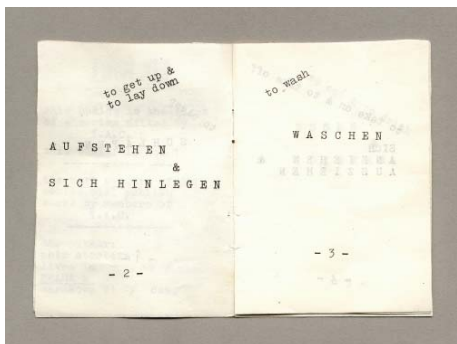 to get up &
to lay down
AUFSTEHEN
&
SICH HINLEGEN
- 2 -
to wash
WASCHEN
- 3 -